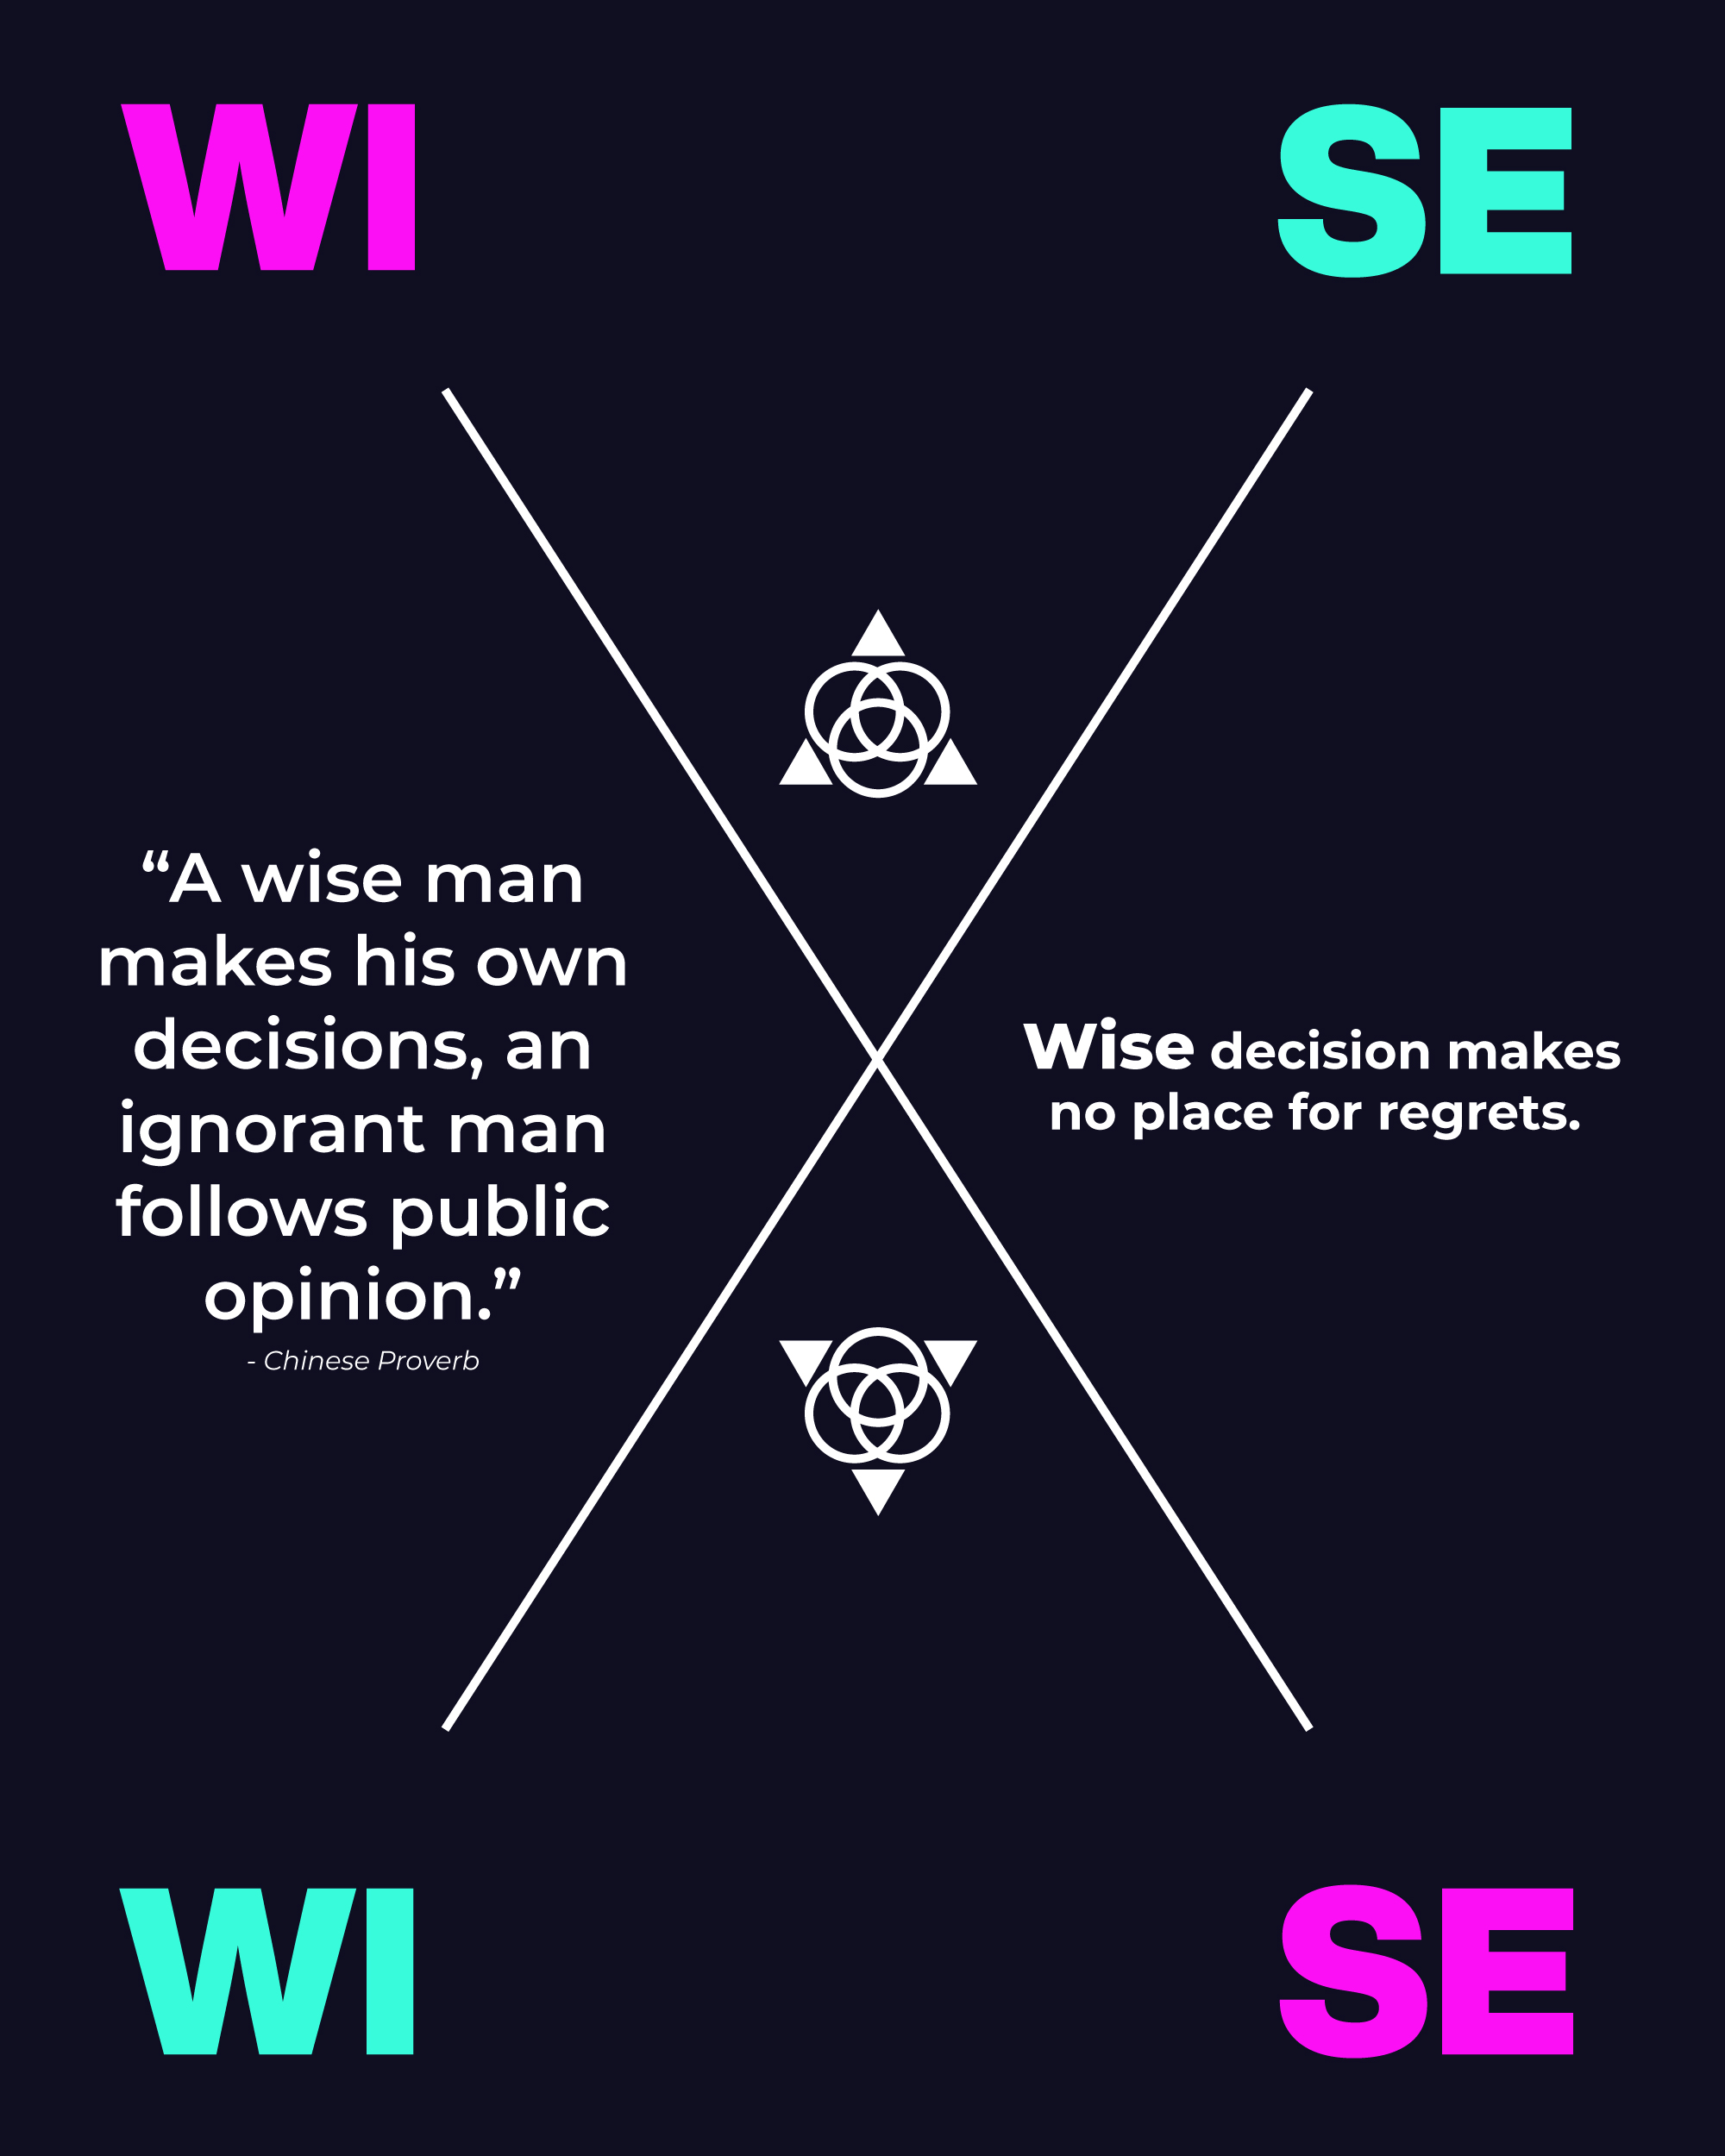 WI SE
“A wise man
makes his own
decisions, an
ignorant man
follows public
opinion.”
- Chinese Proverb
Wise decision makes
no place for regrets.
WI SE